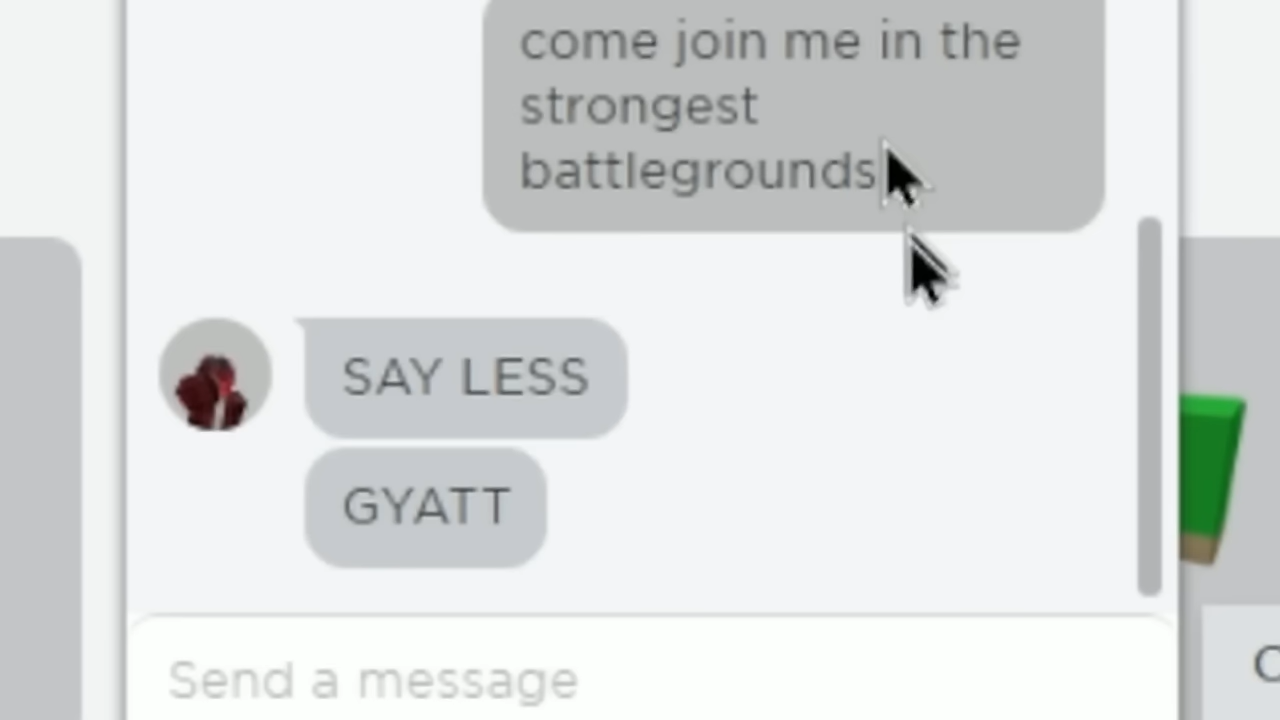 come join me in the
strongest
battlegrounds
SAY LESS
GYATT
Send a message